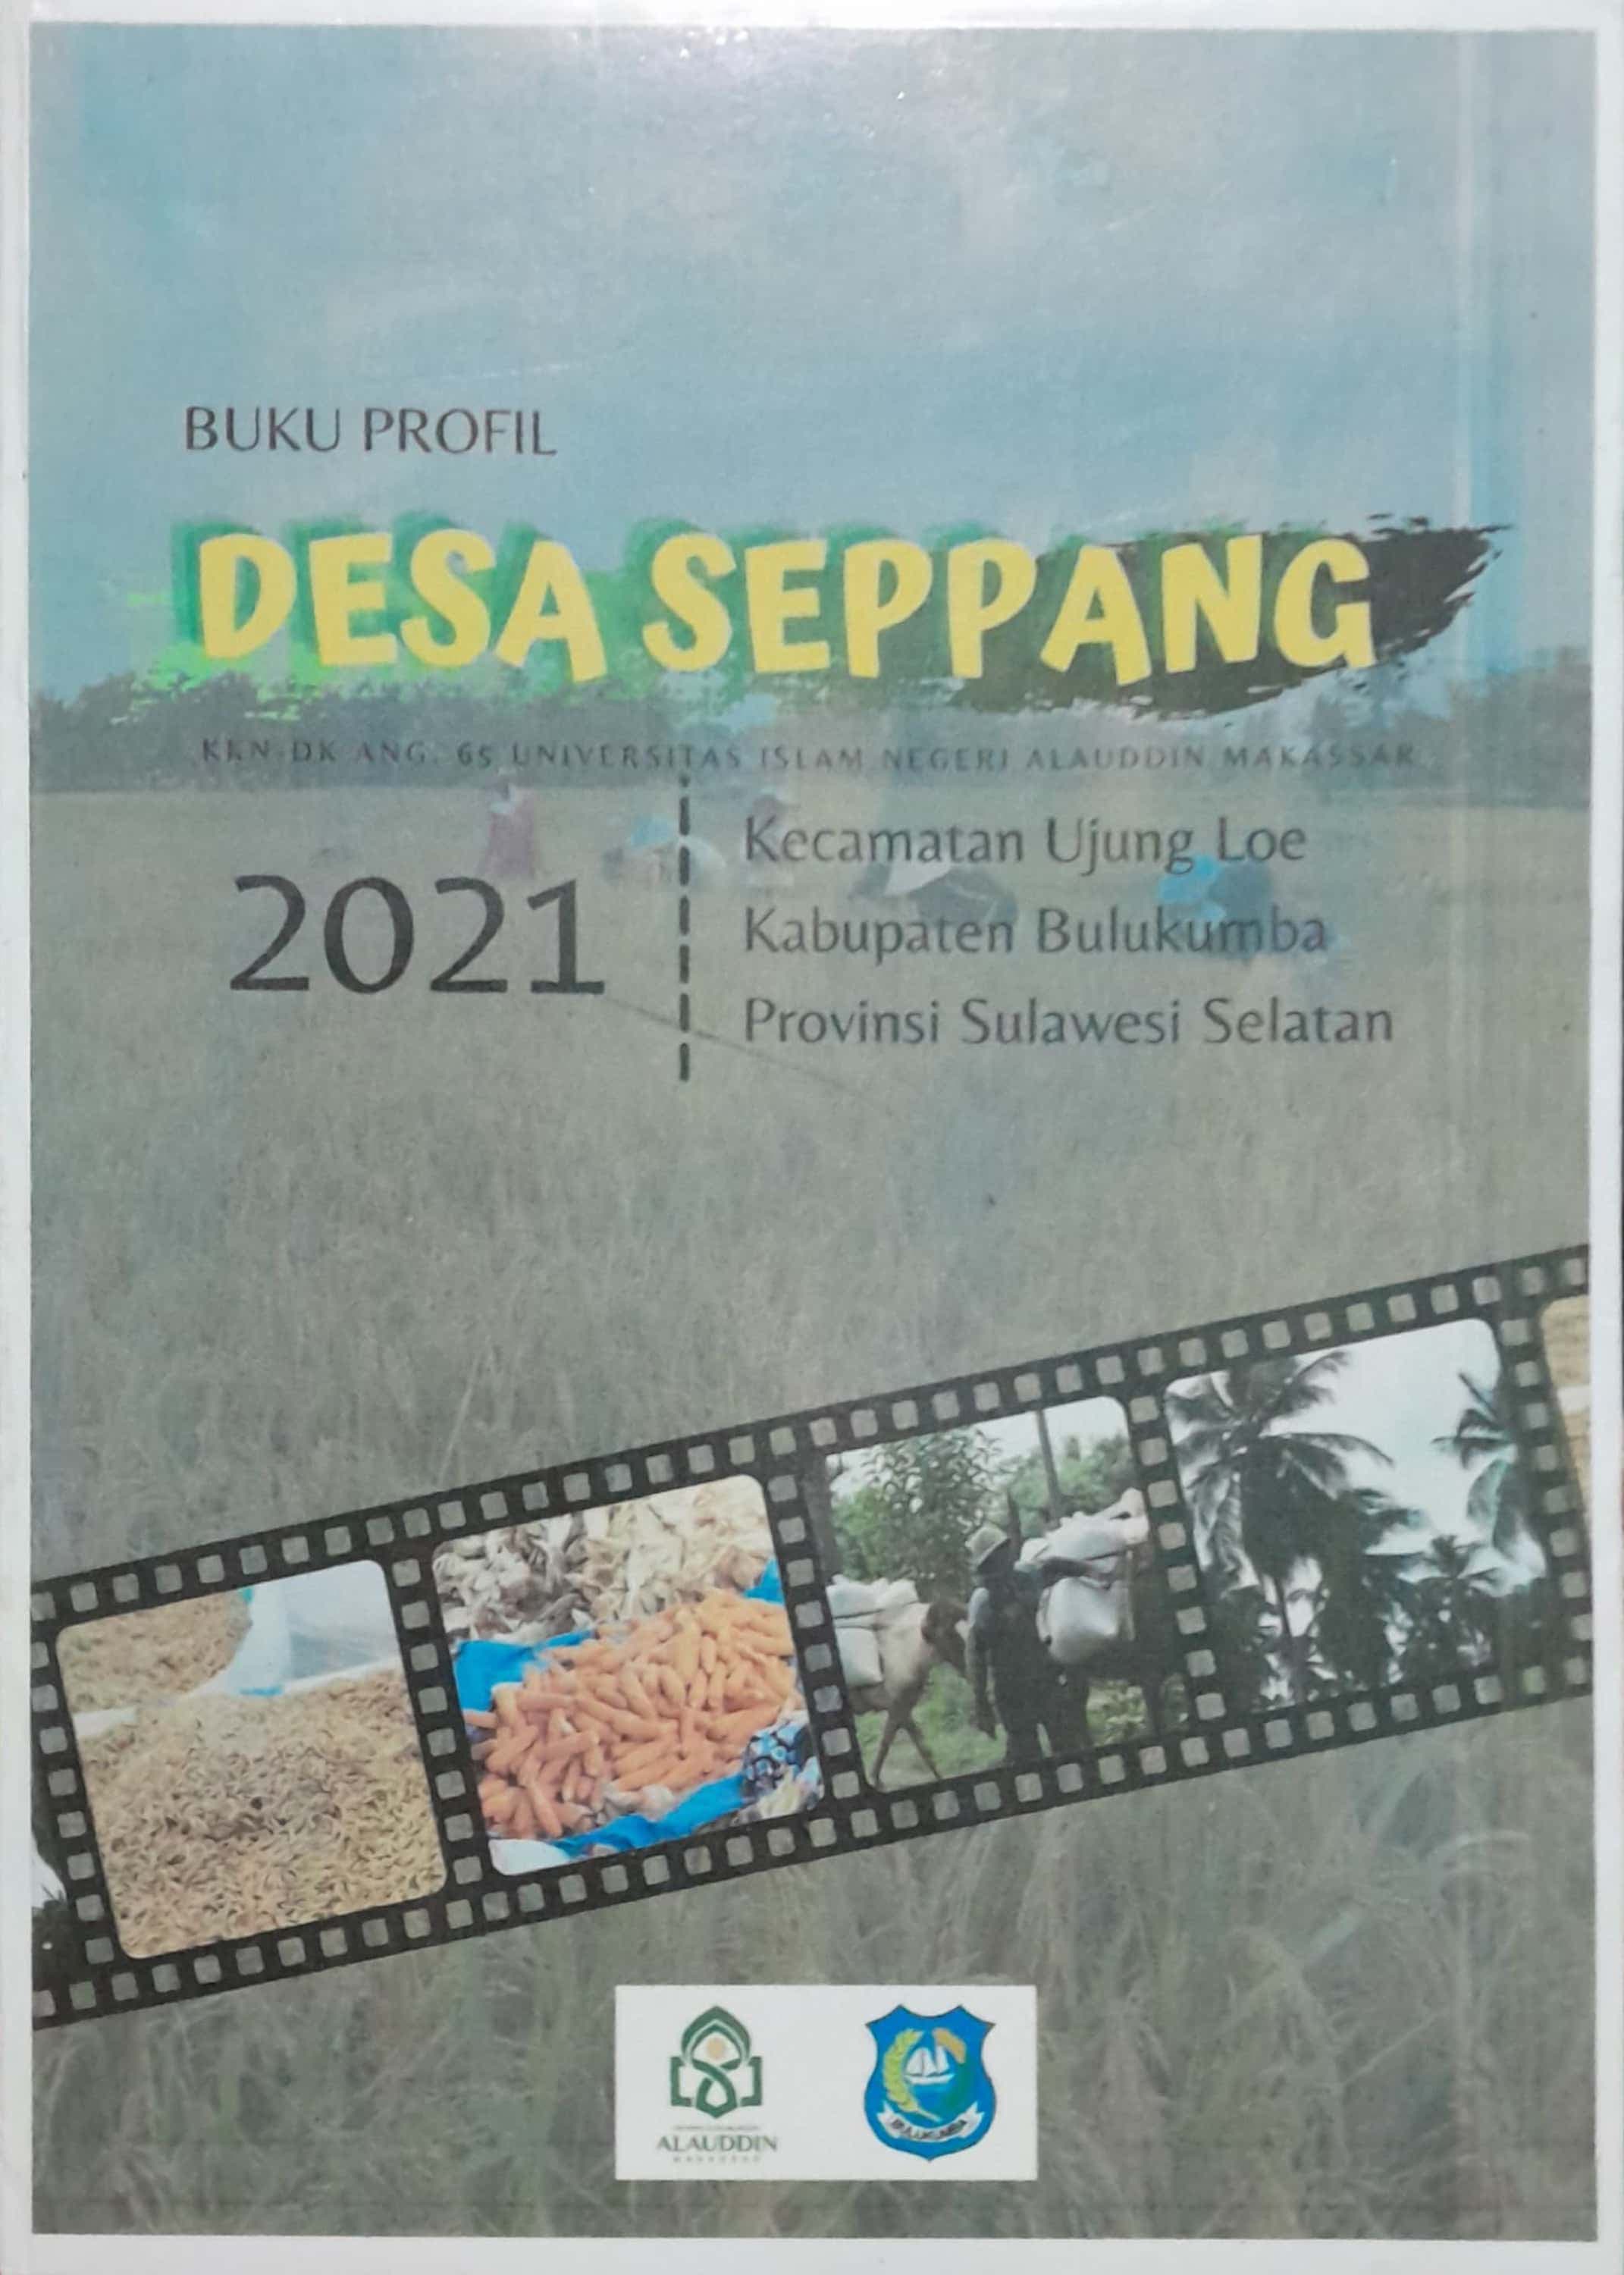 BUKU PROFIL
DESA SEPPANG
KKN-DK ANG. 65 UNIVERSITAS ISLAM NEGERI ALAUDDIN MAKASSAR
2021
Kecamatan Ujung Loe
Kabupaten Bulukumba
Provinsi Sulawesi Selatan
ALAUDDIN
BULUKUMBA